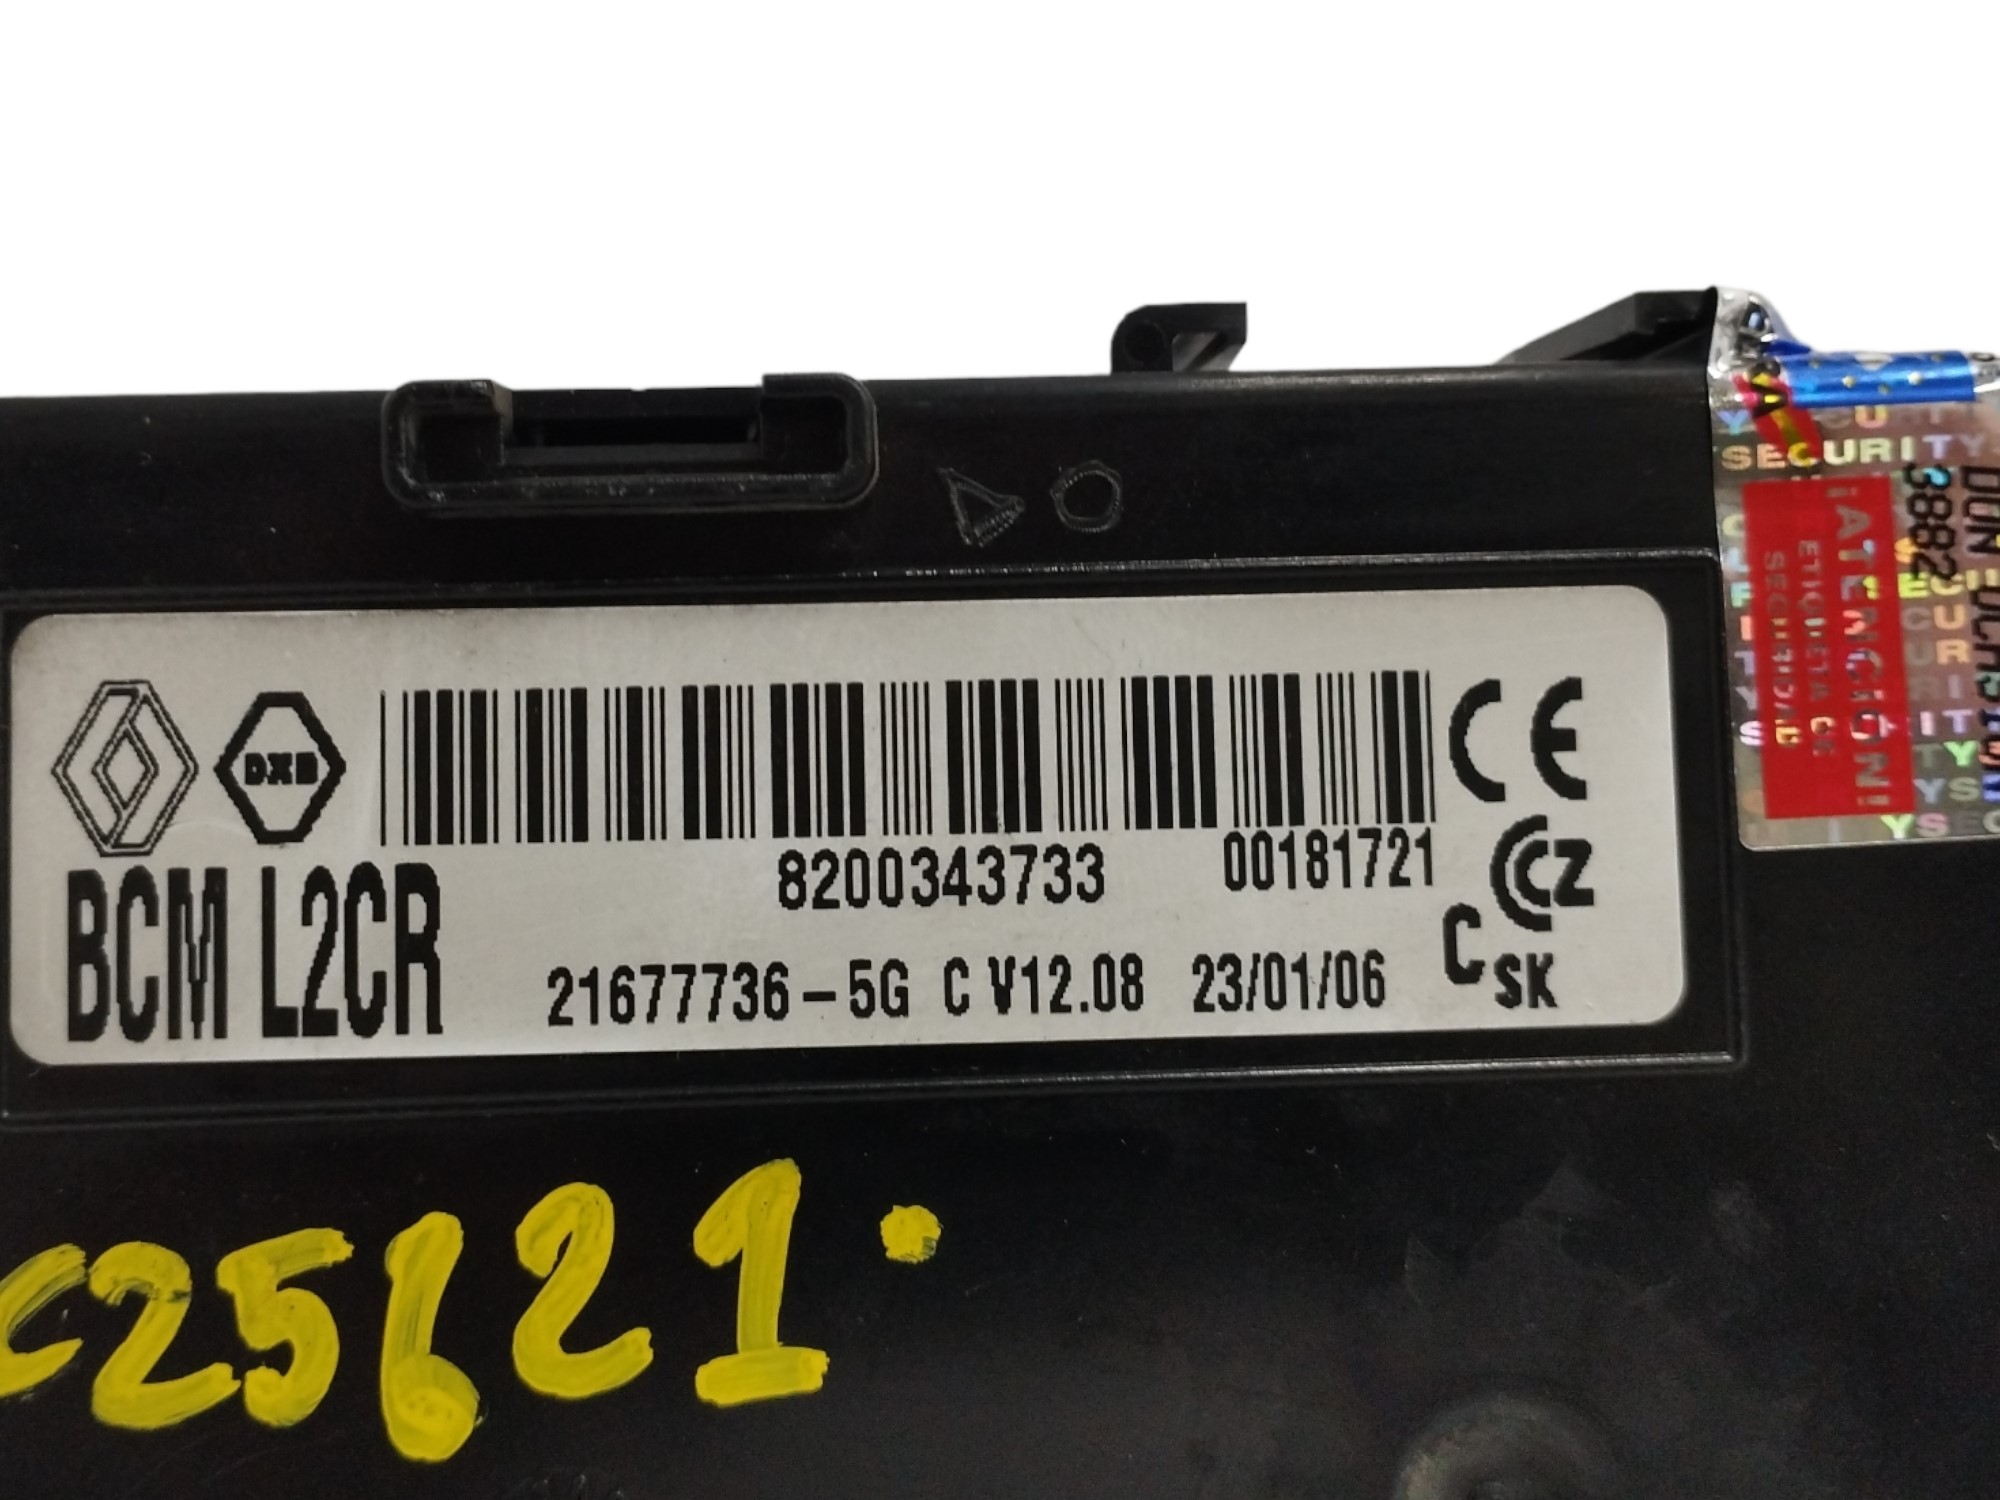 DXB
CE
8200343733
00181721
CZ
BCM L2CR
21677736-5G C V12.08 23/01/06
C SK
C25621.
SECURITY
¡ATENCION!
ETIQUETA DE
SEGURIDAD
3882